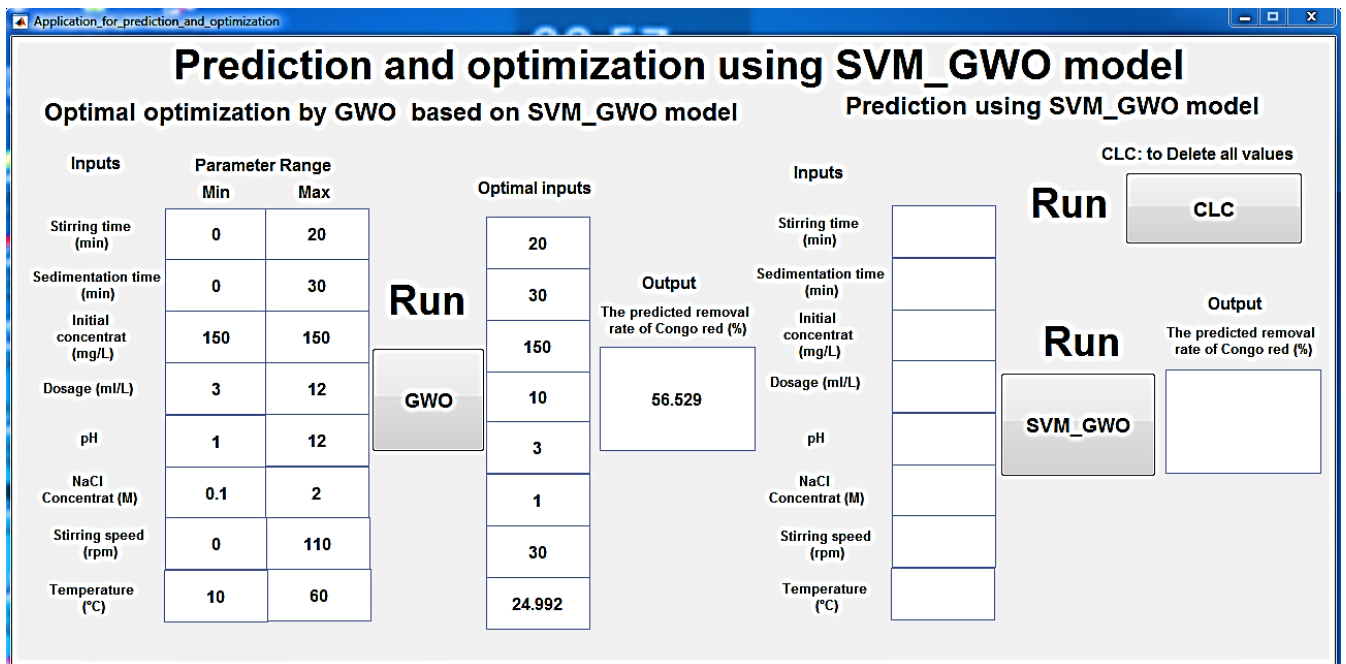 Application_for_prediction_and_optimization
Prediction and optimization using SVM_GWO model
Optimal optimization by GWO based on SVM_GWO model
Inputs
Parameter Range
Min Max
Optimal inputs
Stirring time
(min)
0 20
20
Sedimentation time
(min)
0 30
30
Initial
concentrat
(mg/L)
150 150
150
Dosage (ml/L)
3 12
10
pH
1 12
3
NaCl
Concentrat (M)
0.1 2
1
Stirring speed
(rpm)
0 110
30
Temperature
(°C)
10 60
24.992
Run
GWO
Output
The predicted removal
rate of Congo red (%)
56.529
Prediction using SVM_GWO model
CLC: to Delete all values
Run
CLC
Inputs
Stirring time
(min)
Sedimentation time
(min)
Initial
concentrat
(mg/L)
Dosage (ml/L)
pH
NaCl
Concentrat (M)
Stirring speed
(rpm)
Temperature
(°C)
Run
SVM_GWO
Output
The predicted removal
rate of Congo red (%)